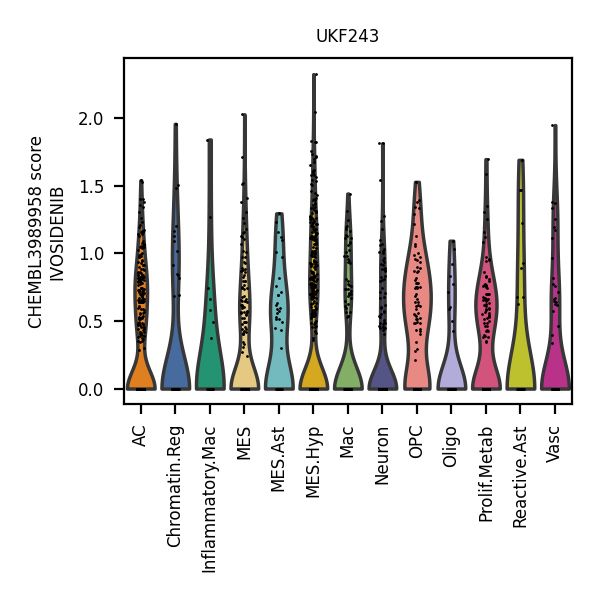 UKF243
CHEMBL3989958 score
IVOSIDENIB
2.0
1.5
1.0
0.5
0.0
AC
Chromatin.Reg
Inflammatory.Mac
MES
MES.Ast
MES.Hyp
Mac
Neuron
OPC
Oligo
Prolif.Metab
Reactive.Ast
Vasc